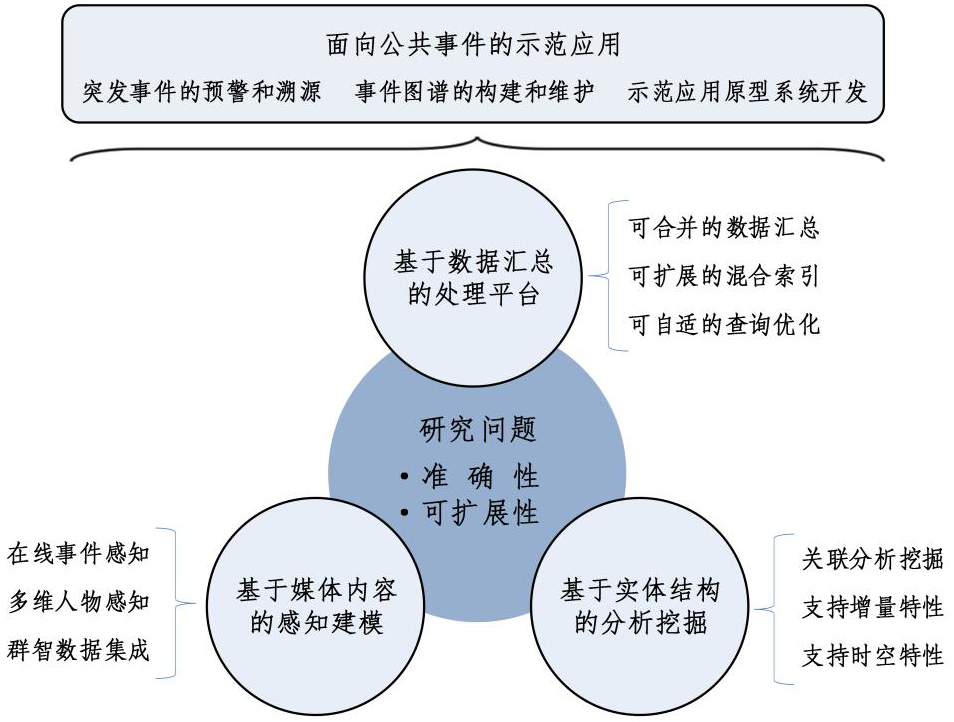 面向公共事件的示范应用
突发事件的预警和溯源 事件图谱的构建和维护 示范应用原型系统开发
基于数据汇总
的处理平台
可合并的数据汇总
可扩展的混合索引
可自适的查询优化
研究问题
·准 确 性
·可扩展性
在线事件感知
多维人物感知
群智数据集成
基于媒体内容
的感知建模
基于实体结构
的分析挖掘
关联分析挖掘
支持增量特性
支持时空特性